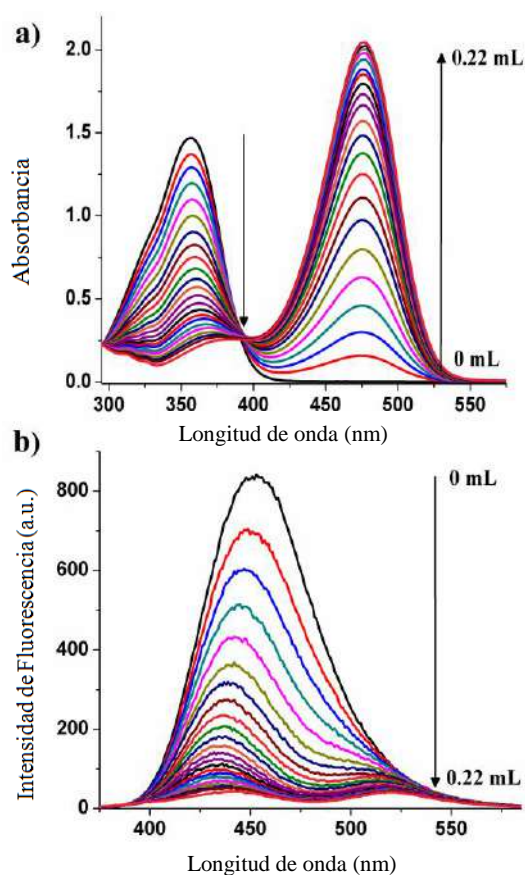 a)
2.0
1.5
1.0
0.5
0.0
Absorbancia
0.22 mL
0 mL
300 350 400 450 500 550
Longitud de onda (nm)
b)
800
600
400
200
0
Intensidad de Fluorescencia (a.u.)
0 mL
0.22 mL
400 450 500 550
Longitud de onda (nm)